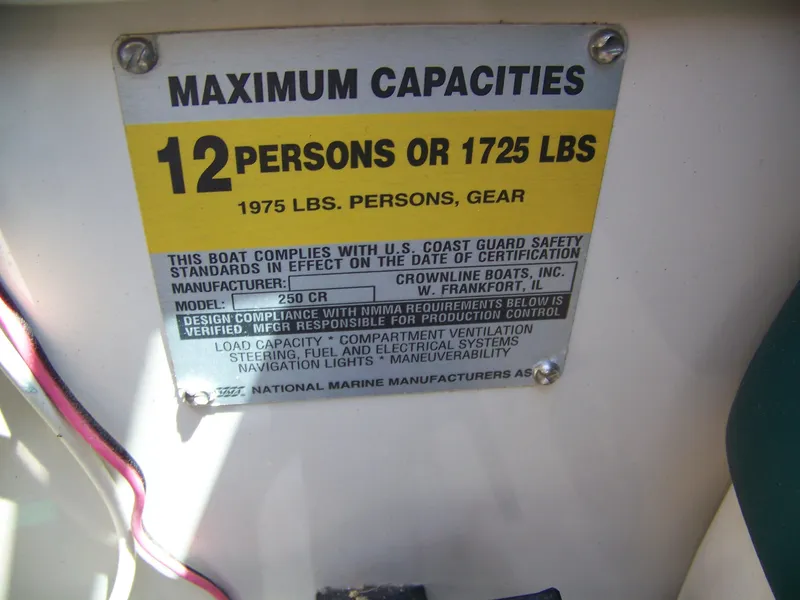 MAXIMUM CAPACITIES
12 PERSONS OR 1725 LBS
1975 LBS. PERSONS, GEAR
THIS BOAT COMPLIES WITH U.S. COAST GUARD SAFETY
STANDARDS IN EFFECT ON THE DATE OF CERTIFICATION
MANUFACTURER: CROWNLINE BOATS, INC.
W. FRANKFORT, IL
MODEL: 250 CR
DESIGN COMPLIANCE WITH NMMA REQUIREMENTS BELOW IS
VERIFIED. MFGR RESPONSIBLE FOR PRODUCTION CONTROL
LOAD CAPACITY * COMPARTMENT VENTILATION
STEERING, FUEL AND ELECTRICAL SYSTEMS
NAVIGATION LIGHTS * MANEUVERABILITY
NATIONAL MARINE MANUFACTURERS AS